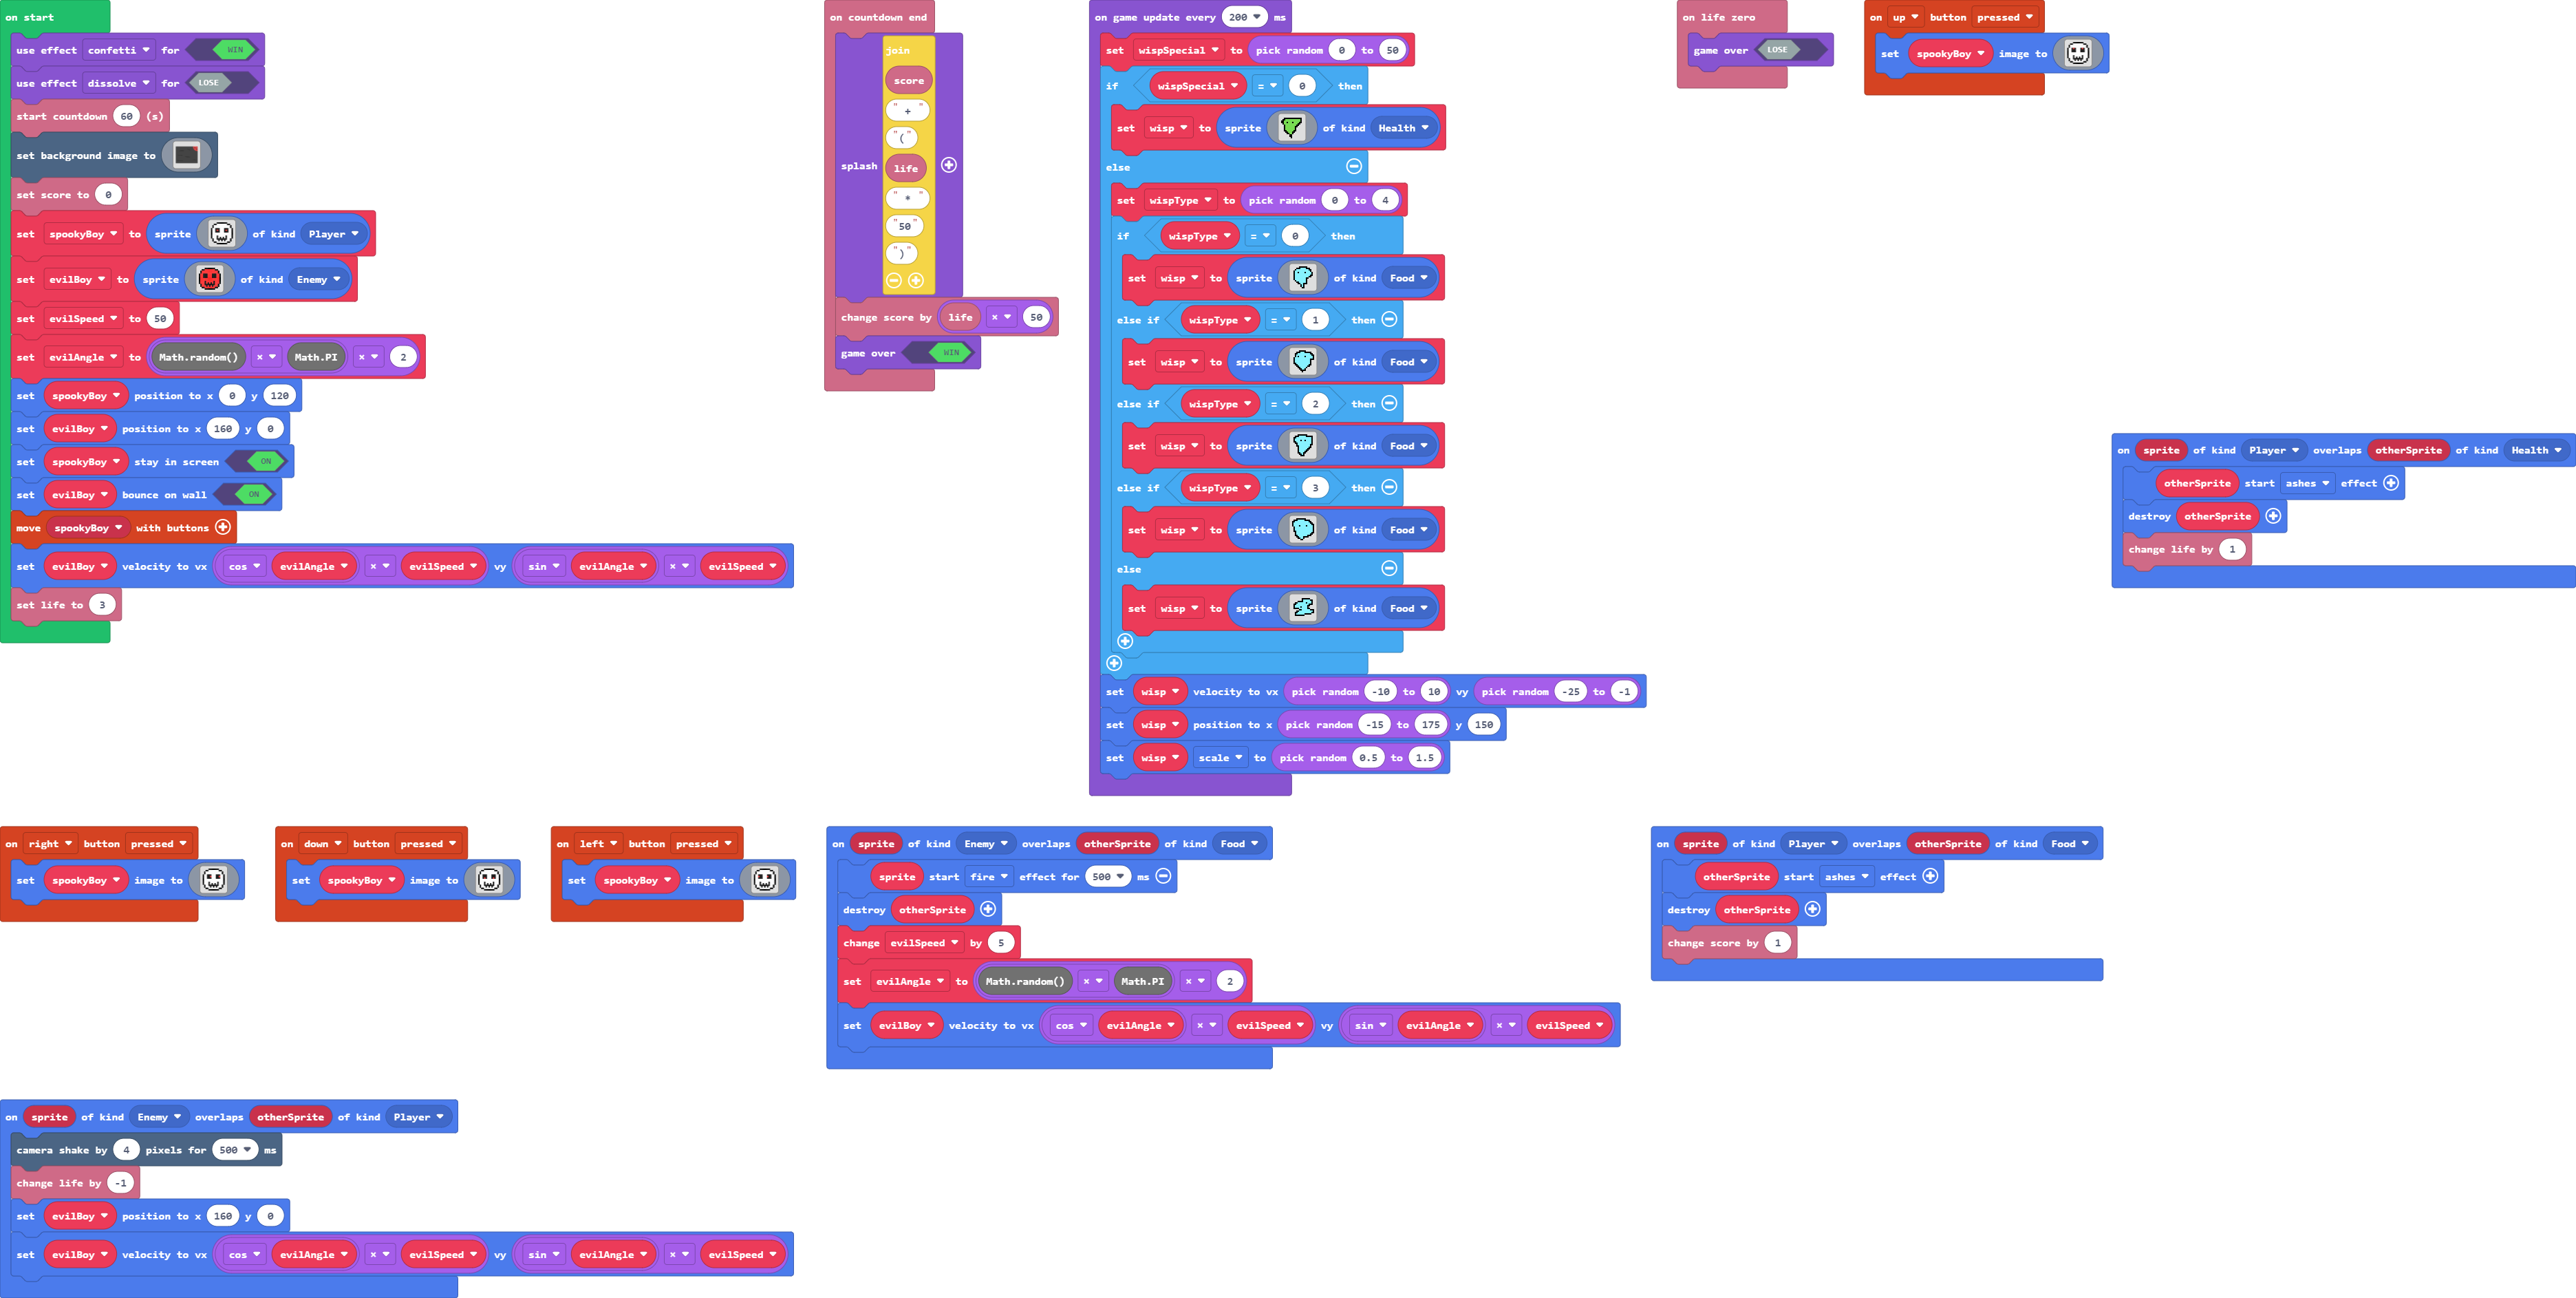 on start
use effect confetti for WIN
use effect dissolve for LOSE
start countdown 60 (s)
set background image to
set score to 0
set spookyBoy to sprite of kind Player
set evilBoy to sprite of kind Enemy
set evilSpeed to 50
set evilAngle to Math.random() × Math.PI × 2
set spookyBoy position to x 0 y 120
set evilBoy position to x 160 y 0
set spookyBoy stay in screen ON
set evilBoy bounce on wall ON
move spookyBoy with buttons
set evilBoy velocity to vx cos evilAngle × evilSpeed vy sin evilAngle × evilSpeed
set life to 3
on countdown end
splash
join
score
" + "
"("
life
" * "
"50"
")"
change score by life × 50
game over WIN
on game update every 200 ms
set wispSpecial to pick random 0 to 50
if wispSpecial = 0 then
set wisp to sprite of kind Health
else
set wispType to pick random 0 to 4
if wispType = 0 then
set wisp to sprite of kind Food
else if wispType = 1 then
set wisp to sprite of kind Food
else if wispType = 2 then
set wisp to sprite of kind Food
else if wispType = 3 then
set wisp to sprite of kind Food
else
set wisp to sprite of kind Food
set wisp velocity to vx pick random -10 to 10 vy pick random -25 to -1
set wisp position to x pick random -15 to 175 y 150
set wisp scale to pick random 0.5 to 1.5
on life zero
game over LOSE
on up button pressed
set spookyBoy image to
on sprite of kind Player overlaps otherSprite of kind Health
otherSprite start ashes effect
destroy otherSprite
change life by 1
on right button pressed
set spookyBoy image to
on down button pressed
set spookyBoy image to
on left button pressed
set spookyBoy image to
on sprite of kind Enemy overlaps otherSprite of kind Food
sprite start fire effect for 500 ms
destroy otherSprite
change evilSpeed by 5
set evilAngle to Math.random() × Math.PI × 2
set evilBoy velocity to vx cos evilAngle × evilSpeed vy sin evilAngle × evilSpeed
on sprite of kind Player overlaps otherSprite of kind Food
otherSprite start ashes effect
destroy otherSprite
change score by 1
on sprite of kind Enemy overlaps otherSprite of kind Player
camera shake by 4 pixels for 500 ms
change life by -1
set evilBoy position to x 160 y 0
set evilBoy velocity to vx cos evilAngle × evilSpeed vy sin evilAngle × evilSpeed